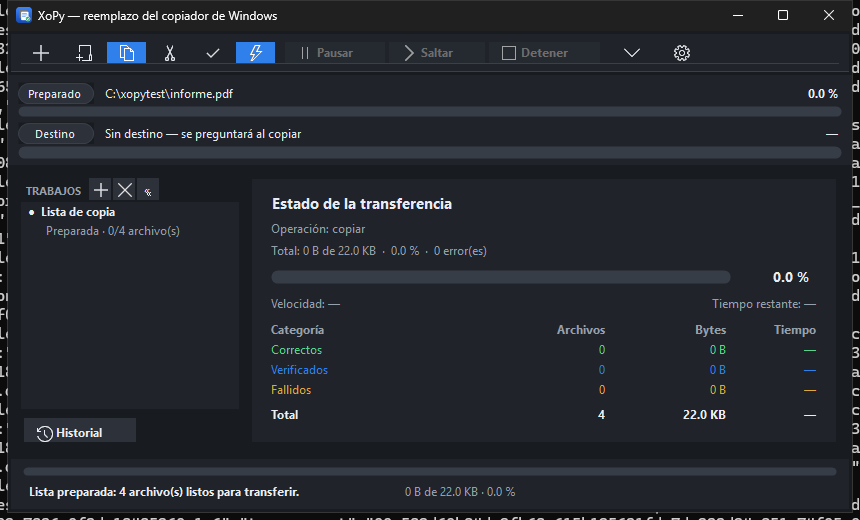 XoPy — reemplazo del copiador de Windows
Pausar Saltar Detener
Preparado C:\xopytest\informe.pdf 0.0 %
Destino Sin destino — se preguntará al copiar —
TRABAJOS
Lista de copia
Preparada · 0/4 archivo(s)
Historial
Estado de la transferencia
Operación: copiar
Total: 0 B de 22.0 KB · 0.0 % · 0 error(es)
0.0 %
Velocidad: — Tiempo restante: —
Categoría Archivos Bytes Tiempo
Correctos 0 0 B —
Verificados 0 0 B —
Fallidos 0 0 B —
Total 4 22.0 KB —
Lista preparada: 4 archivo(s) listos para transferir. 0 B de 22.0 KB · 0.0 %